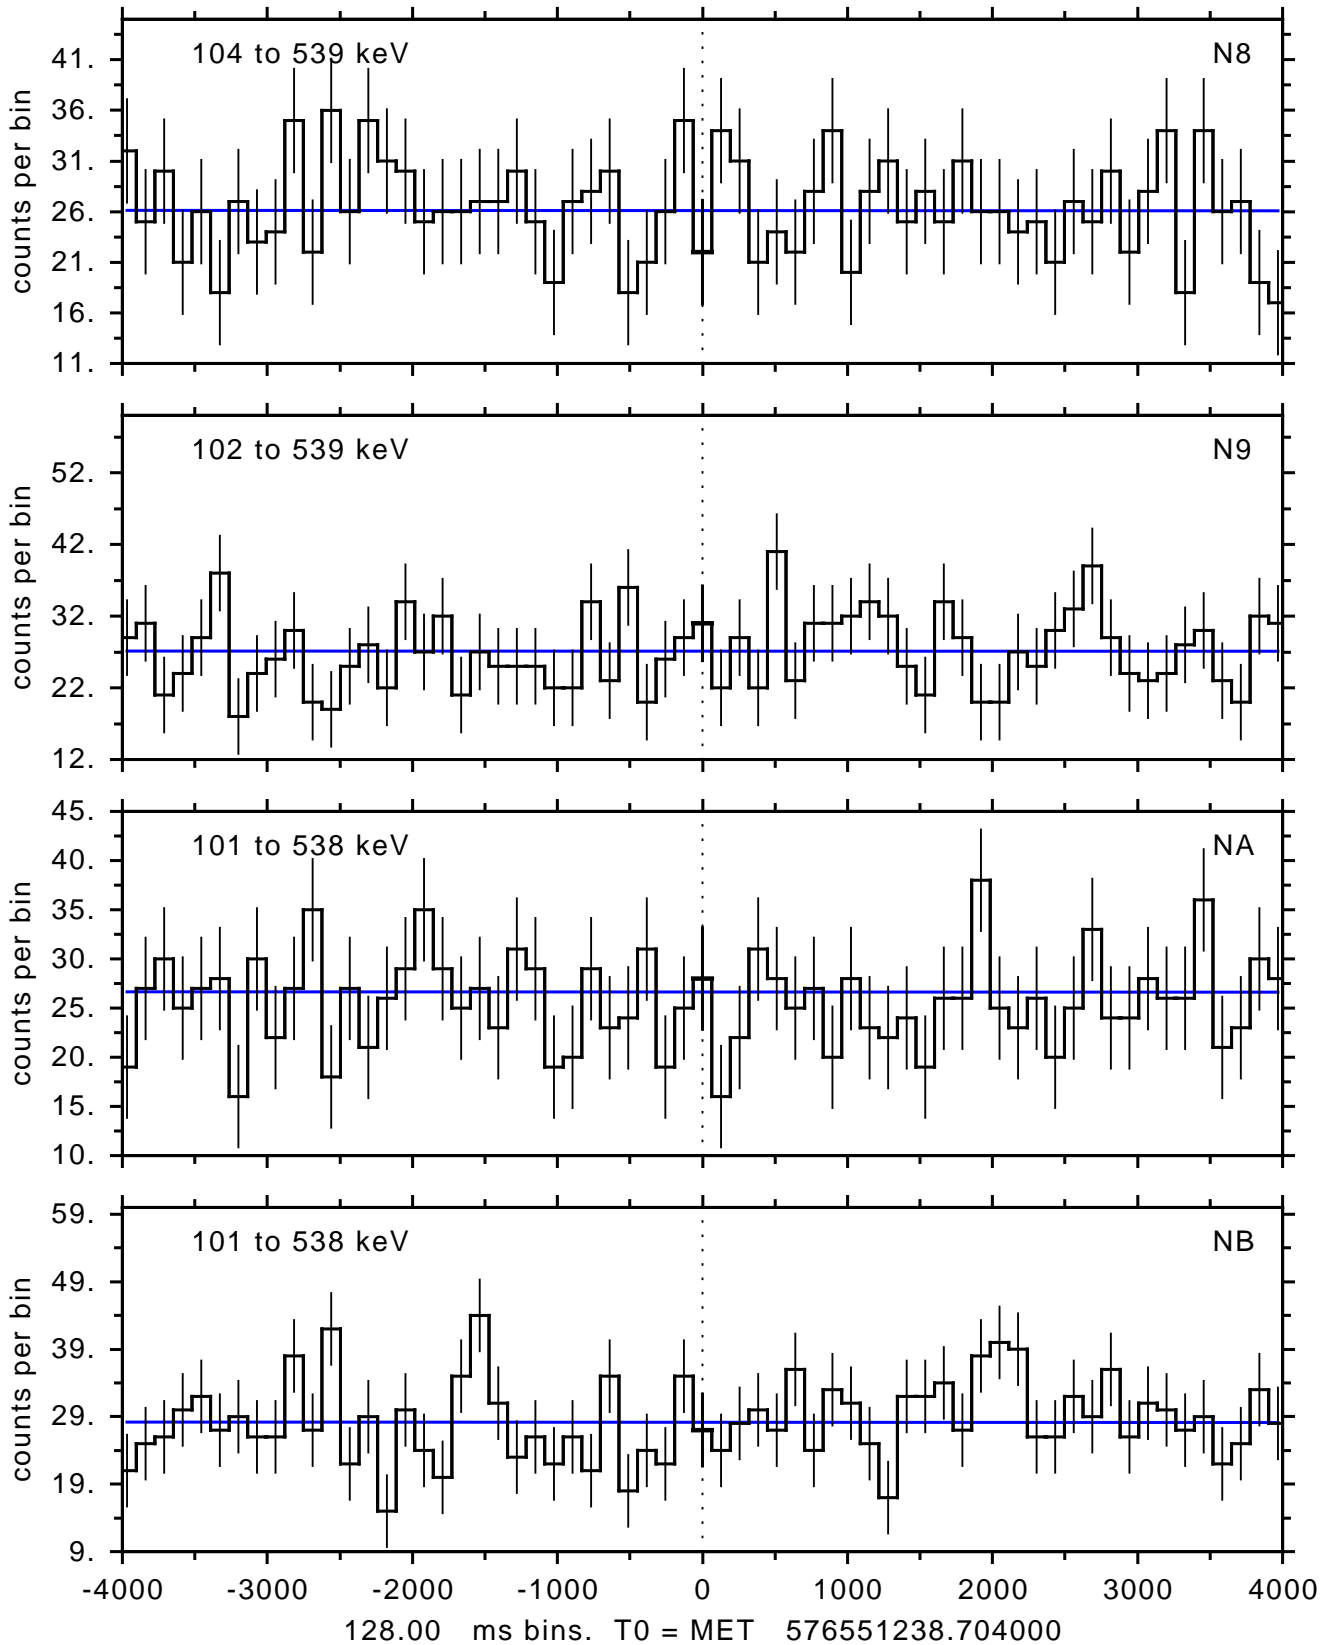 104 to 539 keV N8
counts per bin
41.
36.
31.
26.
21.
16.
11.
102 to 539 keV N9
counts per bin
52.
42.
32.
22.
12.
101 to 538 keV NA
counts per bin
45.
40.
35.
30.
25.
20.
15.
10.
101 to 538 keV NB
counts per bin
59.
49.
39.
29.
19.
9.
-4000 -3000 -2000 -1000 0 1000 2000 3000 4000
128.00 ms bins. T0 = MET 576551238.704000